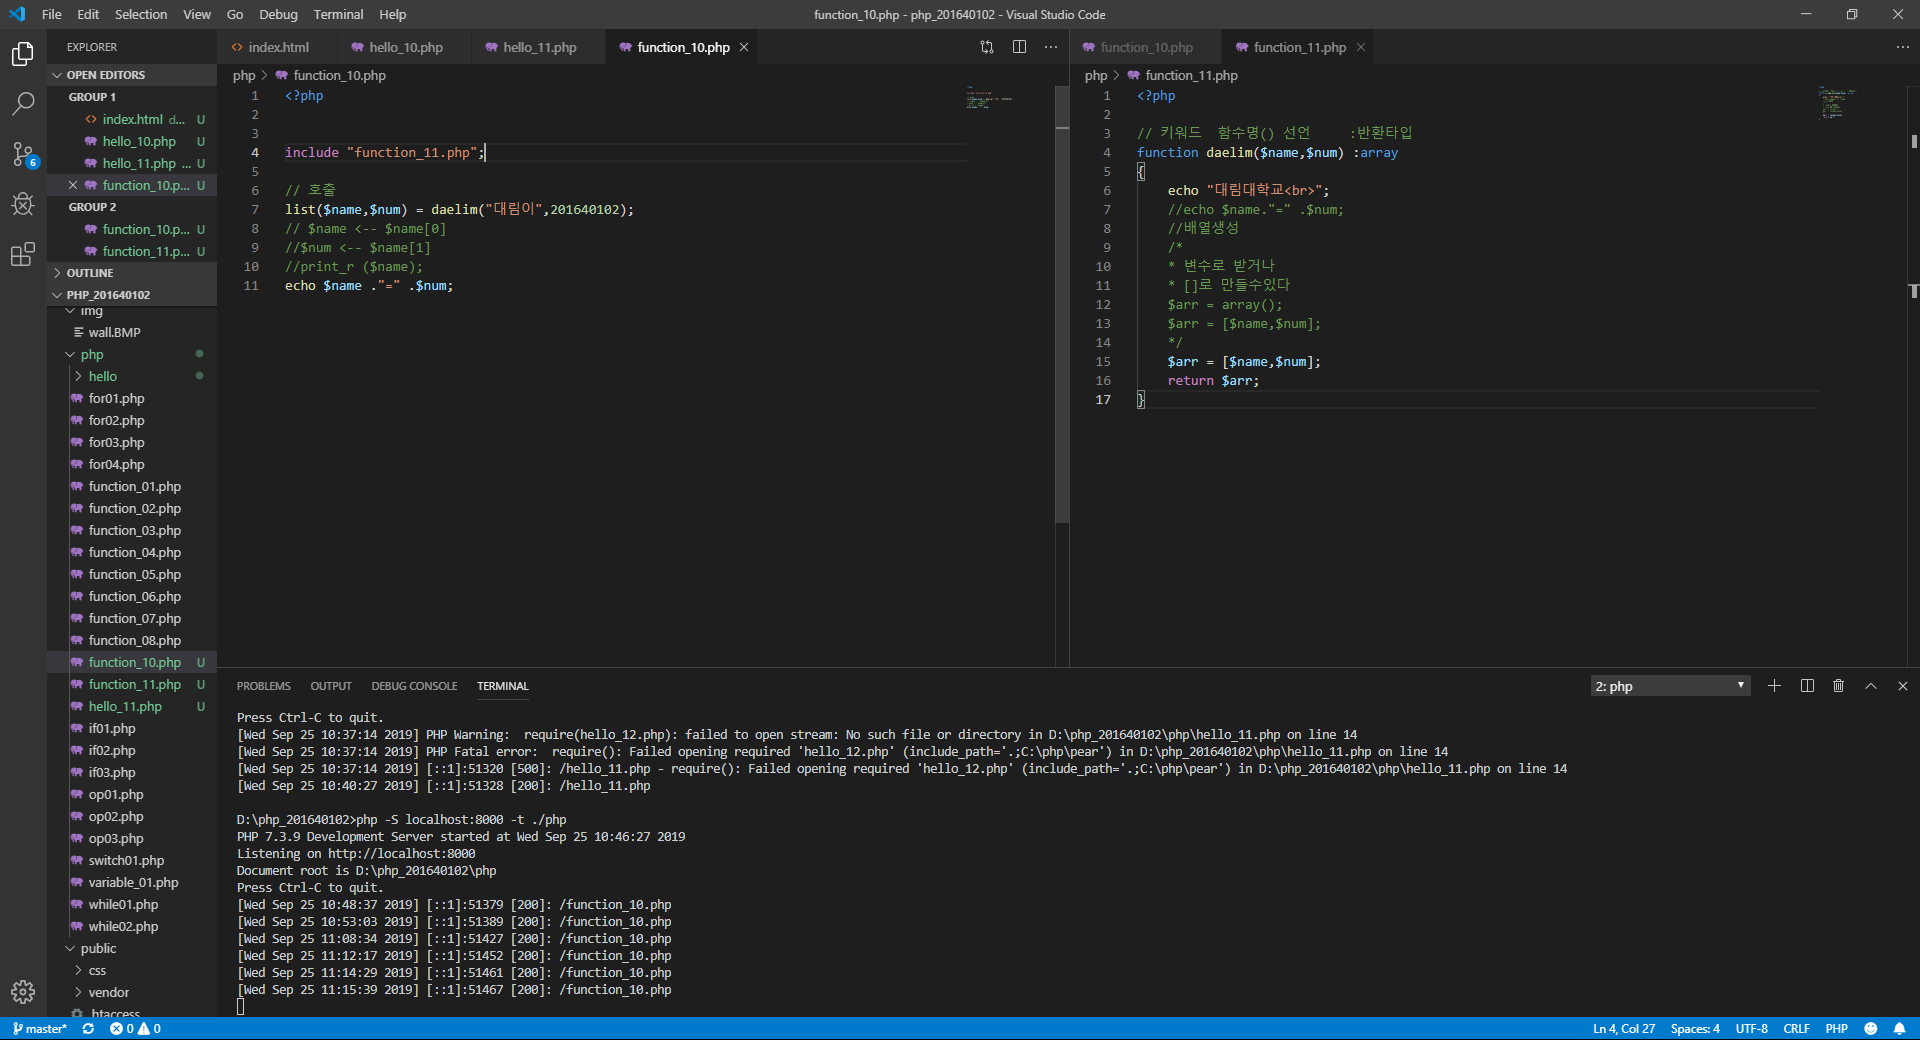 File Edit Selection View Go Debug Terminal Help
function_10.php - php_201640102 - Visual Studio Code
EXPLORER
OPEN EDITORS
GROUP 1
index.html d... U
hello_10.php U
hello_11.php ... U
function_10.p... U
GROUP 2
function_10.p... U
function_11.p... U
OUTLINE
PHP_201640102
img
wall.BMP
php
hello
for01.php
for02.php
for03.php
for04.php
function_01.php
function_02.php
function_03.php
function_04.php
function_05.php
function_06.php
function_07.php
function_08.php
function_10.php U
function_11.php U
hello_11.php U
if01.php
if02.php
if03.php
op01.php
op02.php
op03.php
switch01.php
variable_01.php
while01.php
while02.php
public
css
vendor
.htaccess
6
index.html hello_10.php hello_11.php function_10.php
php > function_10.php
1 <?php
2
3
4 include "function_11.php";
5
6 // 호출
7 list($name,$num) = daelim("대림이",201640102);
8 // $name <-- $name[0]
9 //$num <-- $name[1]
10 //print_r ($name);
11 echo $name ."=" .$num;
function_10.php function_11.php
php > function_11.php
1 <?php
2
3 // 키워드 함수명() 선언 :반환타입
4 function daelim($name,$num) :array
5 {
6 echo "대림대학교<br>";
7 //echo $name."=" .$num;
8 //배열생성
9 /*
10 * 변수로 받거나
11 * []로 만들수있다
12 $arr = array();
13 $arr = [$name,$num];
14 */
15 $arr = [$name,$num];
16 return $arr;
17 }
PROBLEMS OUTPUT DEBUG CONSOLE TERMINAL
2: php
Press Ctrl-C to quit.
[Wed Sep 25 10:37:14 2019] PHP Warning:  require(hello_12.php): failed to open stream: No such file or directory in D:\php_201640102\php\hello_11.php on line 14
[Wed Sep 25 10:37:14 2019] PHP Fatal error:  require(): Failed opening required 'hello_12.php' (include_path='.;C:\php\pear') in D:\php_201640102\php\hello_11.php on line 14
[Wed Sep 25 10:37:14 2019] [::1]:51320 [500]: /hello_11.php - require(): Failed opening required 'hello_12.php' (include_path='.;C:\php\pear') in D:\php_201640102\php\hello_11.php on line 14
[Wed Sep 25 10:40:27 2019] [::1]:51328 [200]: /hello_11.php
D:\php_201640102>php -S localhost:8000 -t ./php
PHP 7.3.9 Development Server started at Wed Sep 25 10:46:27 2019
Listening on http://localhost:8000
Document root is D:\php_201640102\php
Press Ctrl-C to quit.
[Wed Sep 25 10:48:37 2019] [::1]:51379 [200]: /function_10.php
[Wed Sep 25 10:53:03 2019] [::1]:51389 [200]: /function_10.php
[Wed Sep 25 11:08:34 2019] [::1]:51427 [200]: /function_10.php
[Wed Sep 25 11:12:17 2019] [::1]:51452 [200]: /function_10.php
[Wed Sep 25 11:14:29 2019] [::1]:51461 [200]: /function_10.php
[Wed Sep 25 11:15:39 2019] [::1]:51467 [200]: /function_10.php
master* 0 0
Ln 4, Col 27 Spaces: 4 UTF-8 CRLF PHP